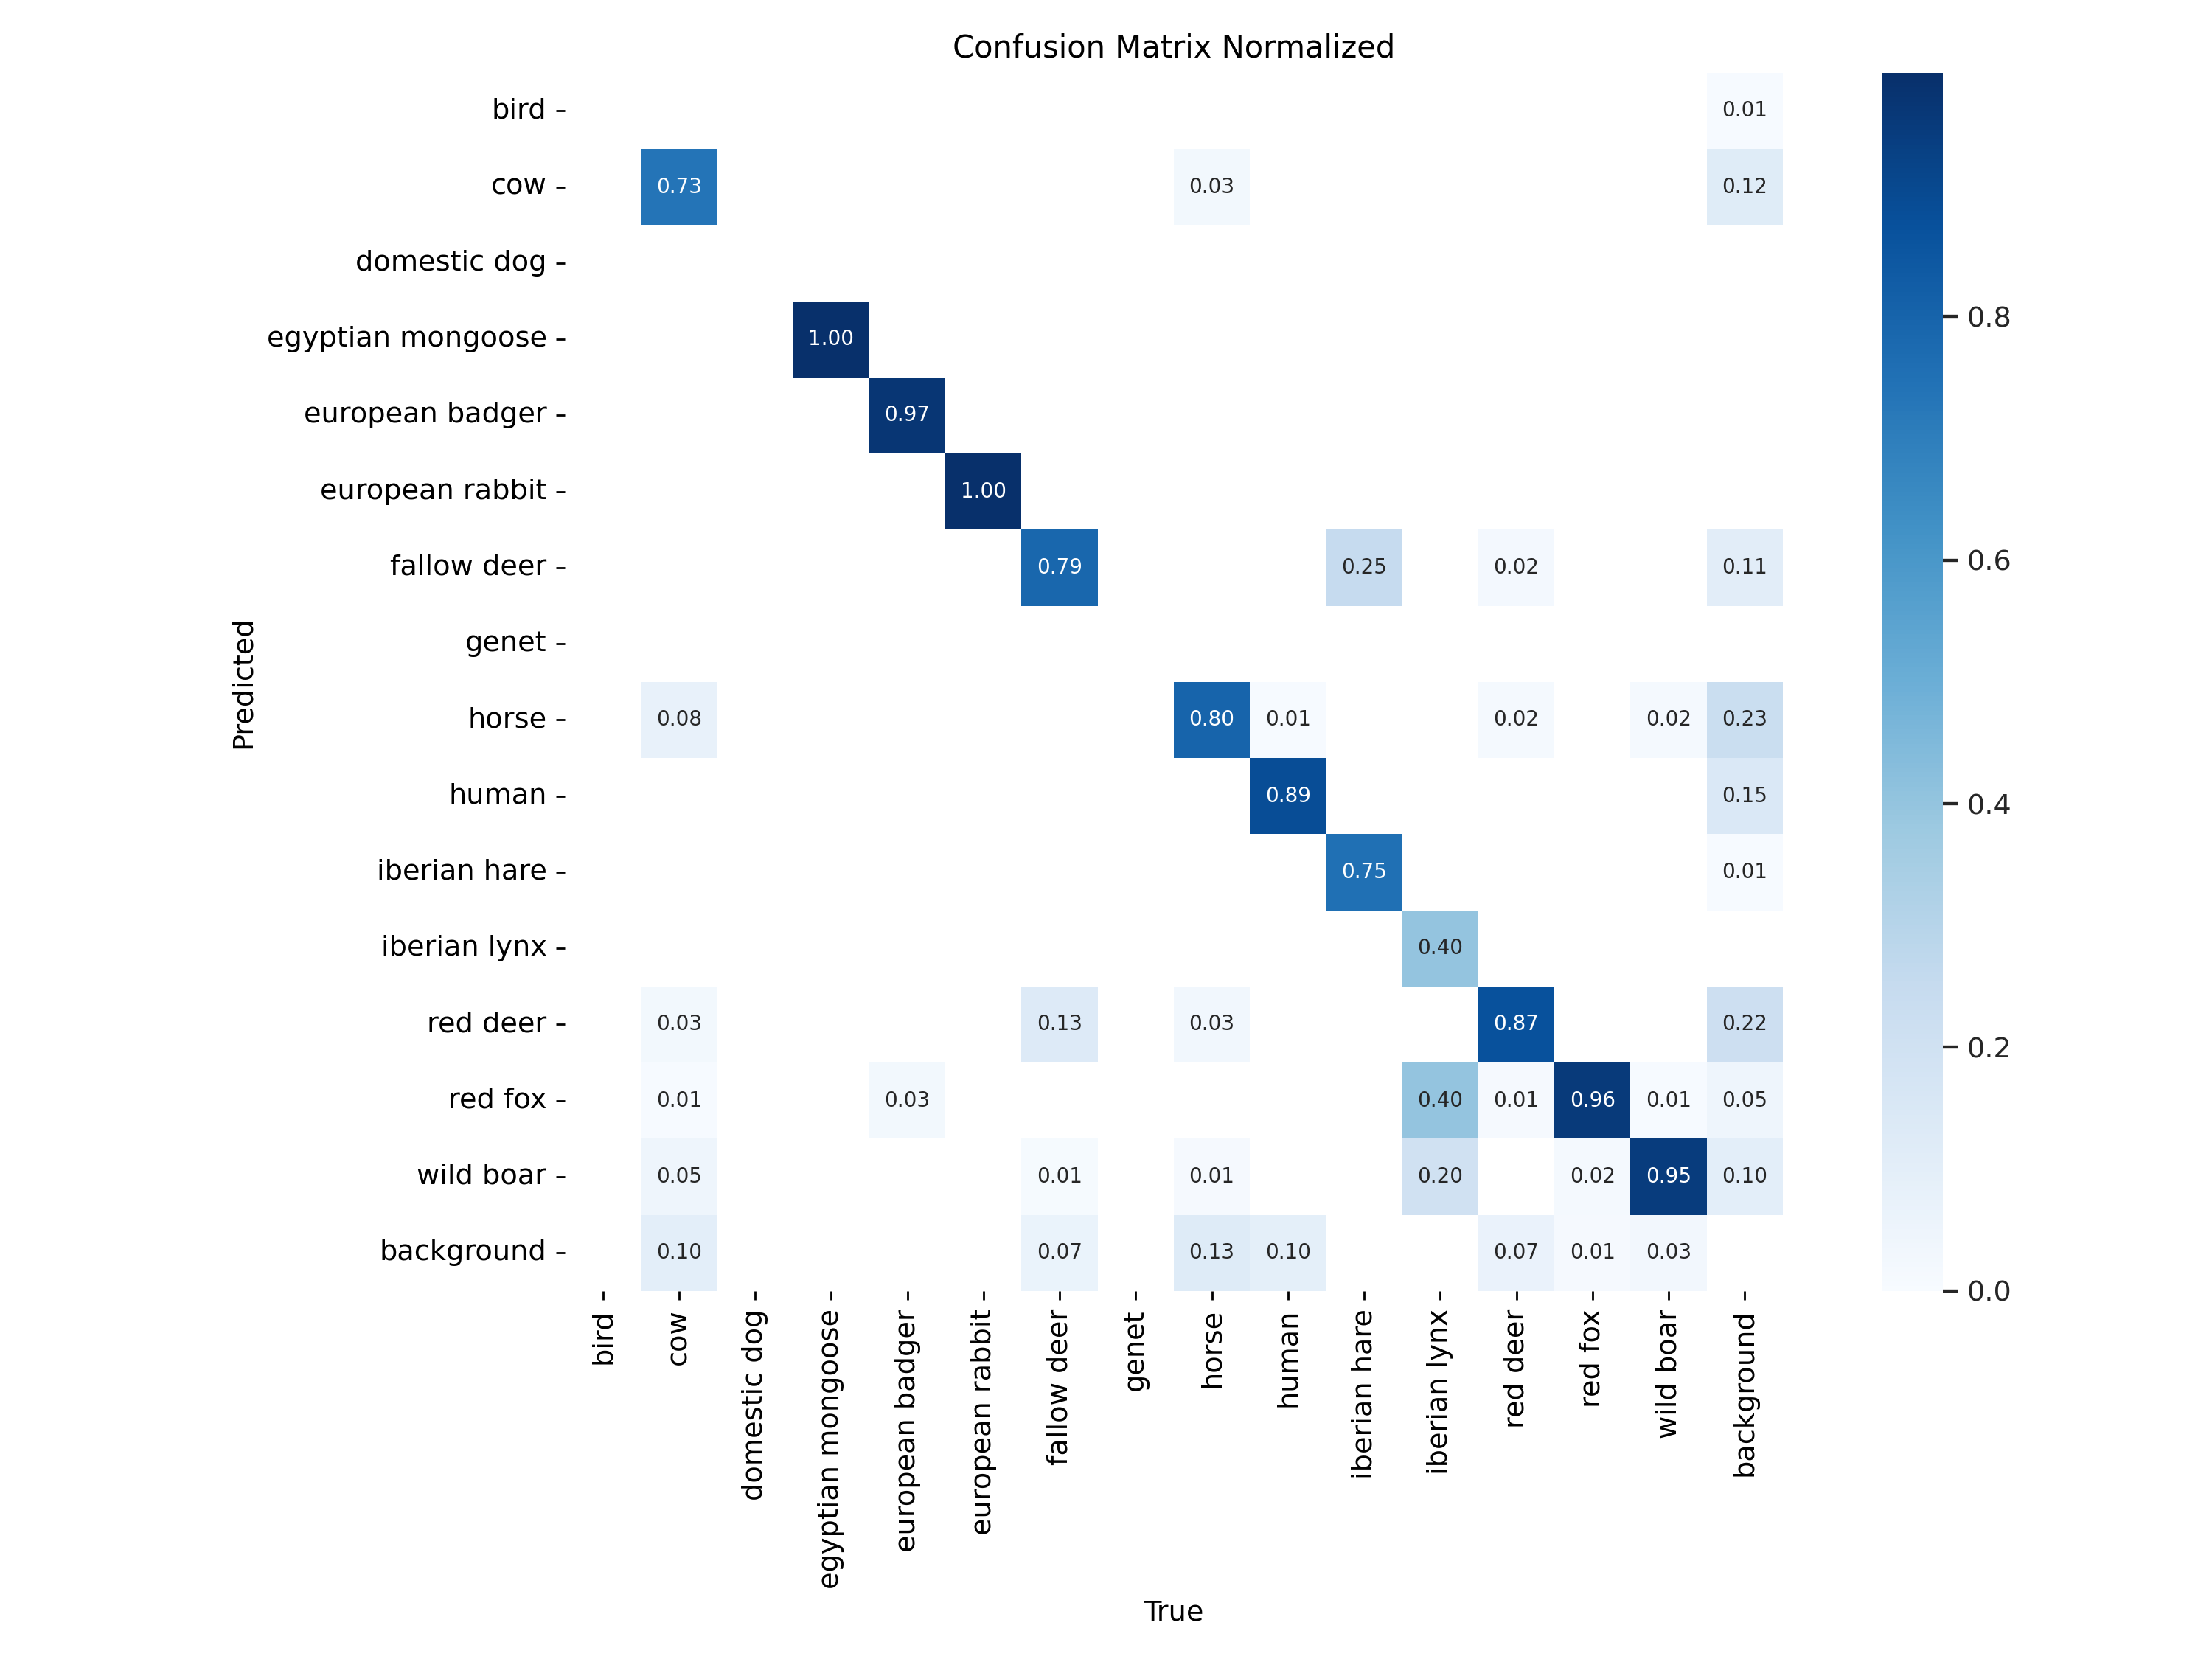 Confusion Matrix Normalized
bird 0.01
cow 0.73 0.03 0.12
domestic dog
egyptian mongoose 1.00 0.8
european badger 0.97
european rabbit 1.00
fallow deer 0.79 0.25 0.02 0.11 0.6
genet
Predicted
horse 0.08 0.80 0.01 0.02 0.02 0.23
human 0.89 0.15 0.4
iberian hare 0.75 0.01
iberian lynx 0.40
red deer 0.03 0.13 0.03 0.87 0.22 0.2
red fox 0.01 0.03 0.40 0.01 0.96 0.01 0.05
wild boar 0.05 0.01 0.01 0.20 0.02 0.95 0.10
background 0.10 0.07 0.13 0.10 0.07 0.01 0.03 0.0
bird cow domestic dog egyptian mongoose european badger european rabbit fallow deer genet horse human iberian hare iberian lynx red deer red fox wild boar background
True